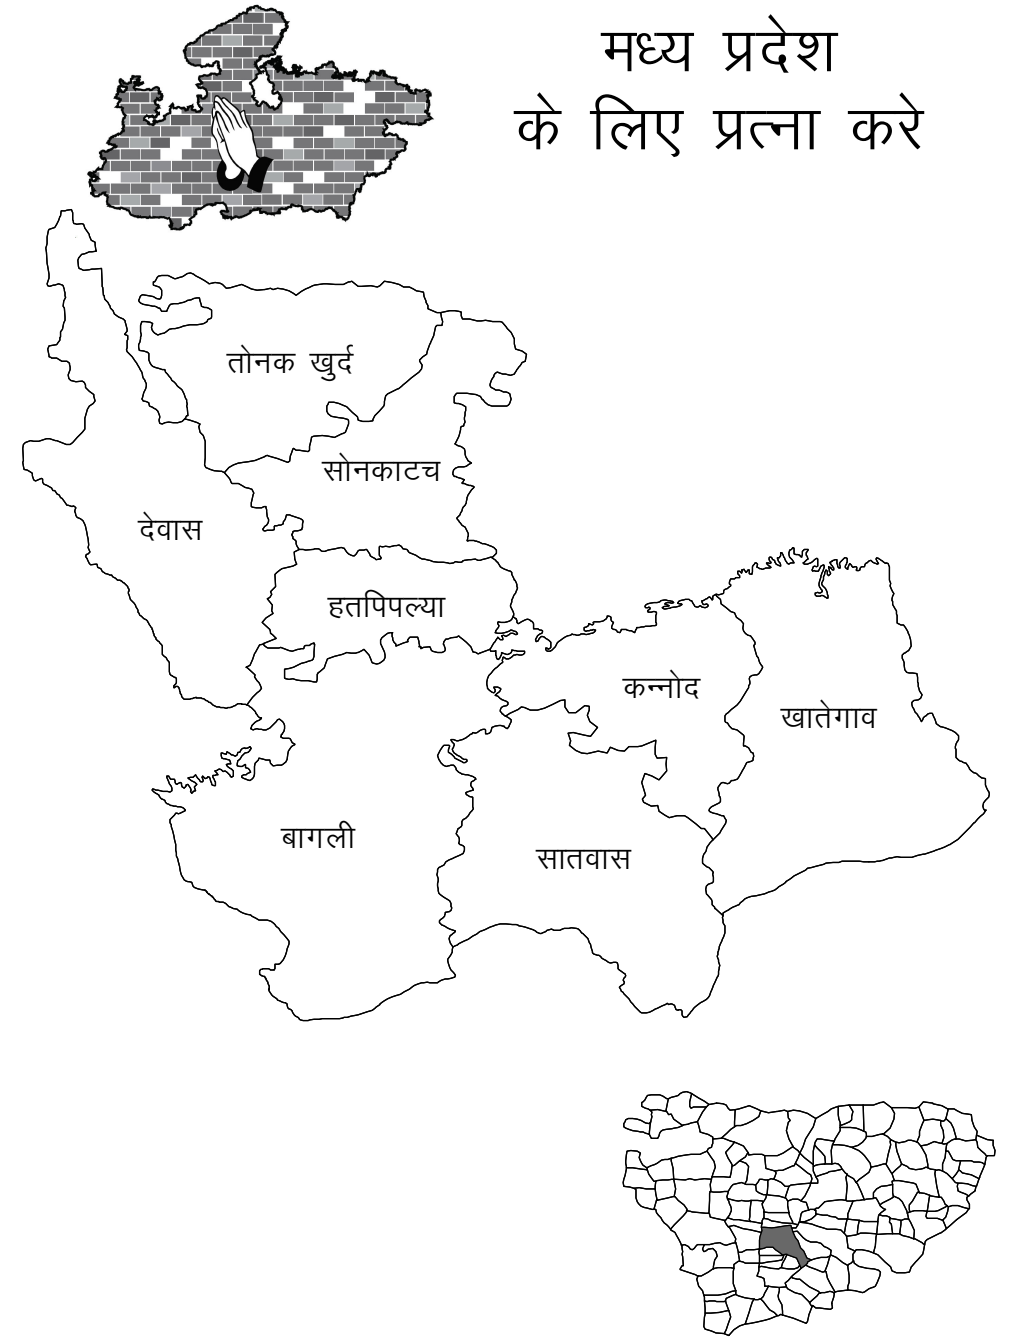 मध्य प्रदेश
के लिए प्रत्ना करे
तोनक खुर्द
सोनकाटच
देवास
हतपिपल्या
कन्नोद
खातेगाव
बागली
सातवास